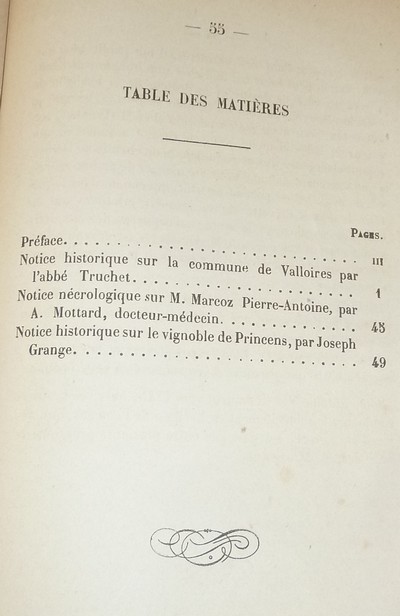 — 55 —
TABLE DES MATIÈRES
PAGES.
Préface. . . . . . . . . . . . . . . . . . . . . . . . . . . . . III
Notice historique sur la commune de Valloires par
l'abbé Truchet. . . . . . . . . . . . . . . . . . . . . . 1
Notice nécrologique sur M. Marcoz Pierre-Antoine, par
A. Mottard, docteur-médecin. . . . . . . . . . . . . . 45
Notice historique sur le vignoble de Princens, par Joseph
Grange. . . . . . . . . . . . . . . . . . . . . . . . . . . . 49